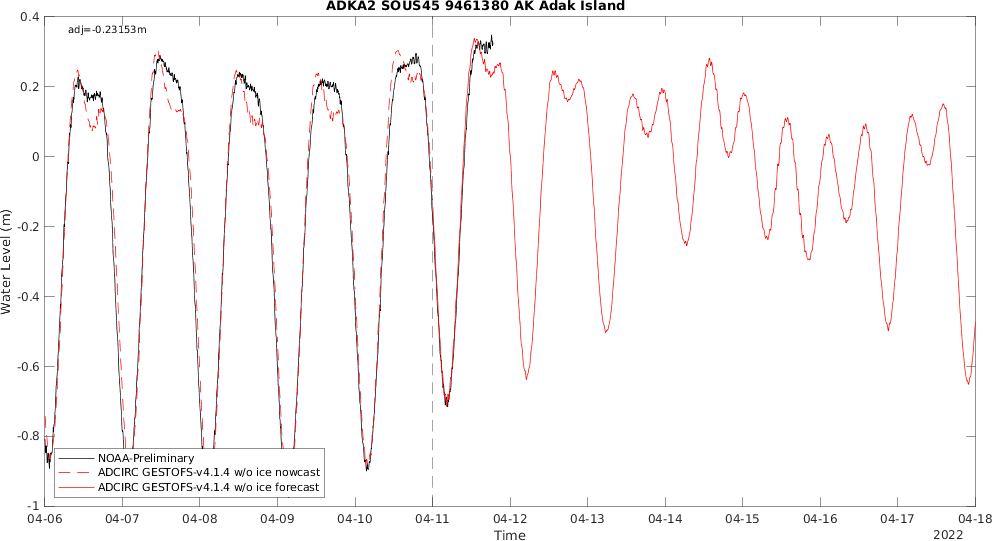 ADKA2 SOUS45 9461380 AK Adak Island
adj=-0.23153m
0.4
0.2
0
-0.2
-0.4
-0.6
-0.8
-1
Water Level (m)
NOAA-Preliminary
ADCIRC GESTOFS-v4.1.4 w/o ice nowcast
ADCIRC GESTOFS-v4.1.4 w/o ice forecast
04-06 04-07 04-08 04-09 04-10 04-11 04-12 04-13 04-14 04-15 04-16 04-17 04-18
Time
2022